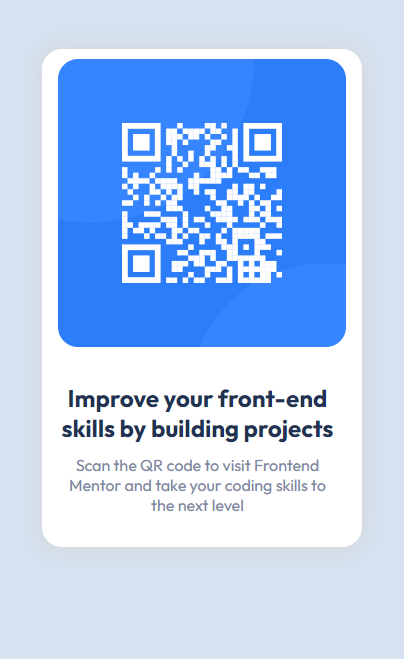 Improve your front-end
skills by building projects
Scan the QR code to visit Frontend
Mentor and take your coding skills to
the next level